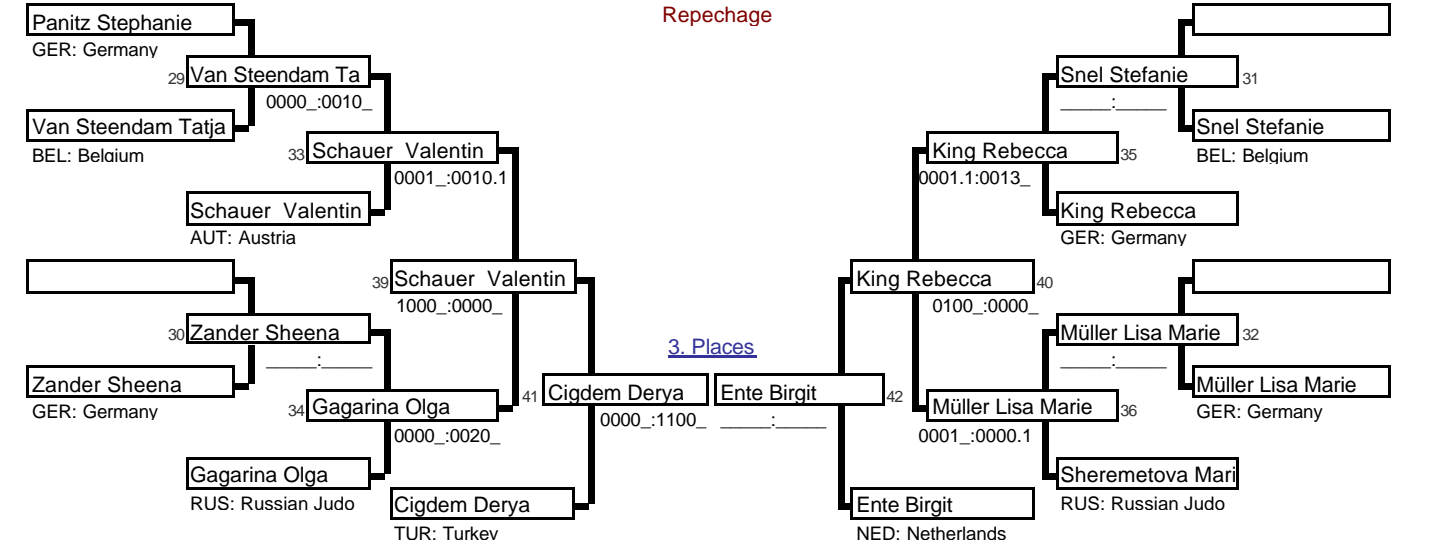 Repechage
Panitz Stephanie
GER: Germany
29 Van Steendam Ta
0000_:0010_
Van Steendam Tatja
BEL: Belgium
33 Schauer  Valentin
0001_:0010.1
Schauer  Valentin
AUT: Austria
39 Schauer  Valentin
1000_:0000_
30 Zander Sheena
_____:_____
Zander Sheena
GER: Germany
34 Gagarina Olga
0000_:0020_
Gagarina Olga
RUS: Russian Judo
3. Places
41 Cigdem Derya
0000_:1100_
Cigdem Derya
TUR: Turkey
Snel Stefanie 31
_____:_____
Snel Stefanie
BEL: Belgium
King Rebecca 35
0001.1:0013_
King Rebecca
GER: Germany
King Rebecca 40
0100_:0000_
Müller Lisa Marie 32
_____:_____
Müller Lisa Marie
GER: Germany
Ente Birgit 42
_____:_____
Müller Lisa Marie 36
0001_:0000.1
Sheremetova Mari
RUS: Russian Judo
Ente Birgit
NED: Netherlands